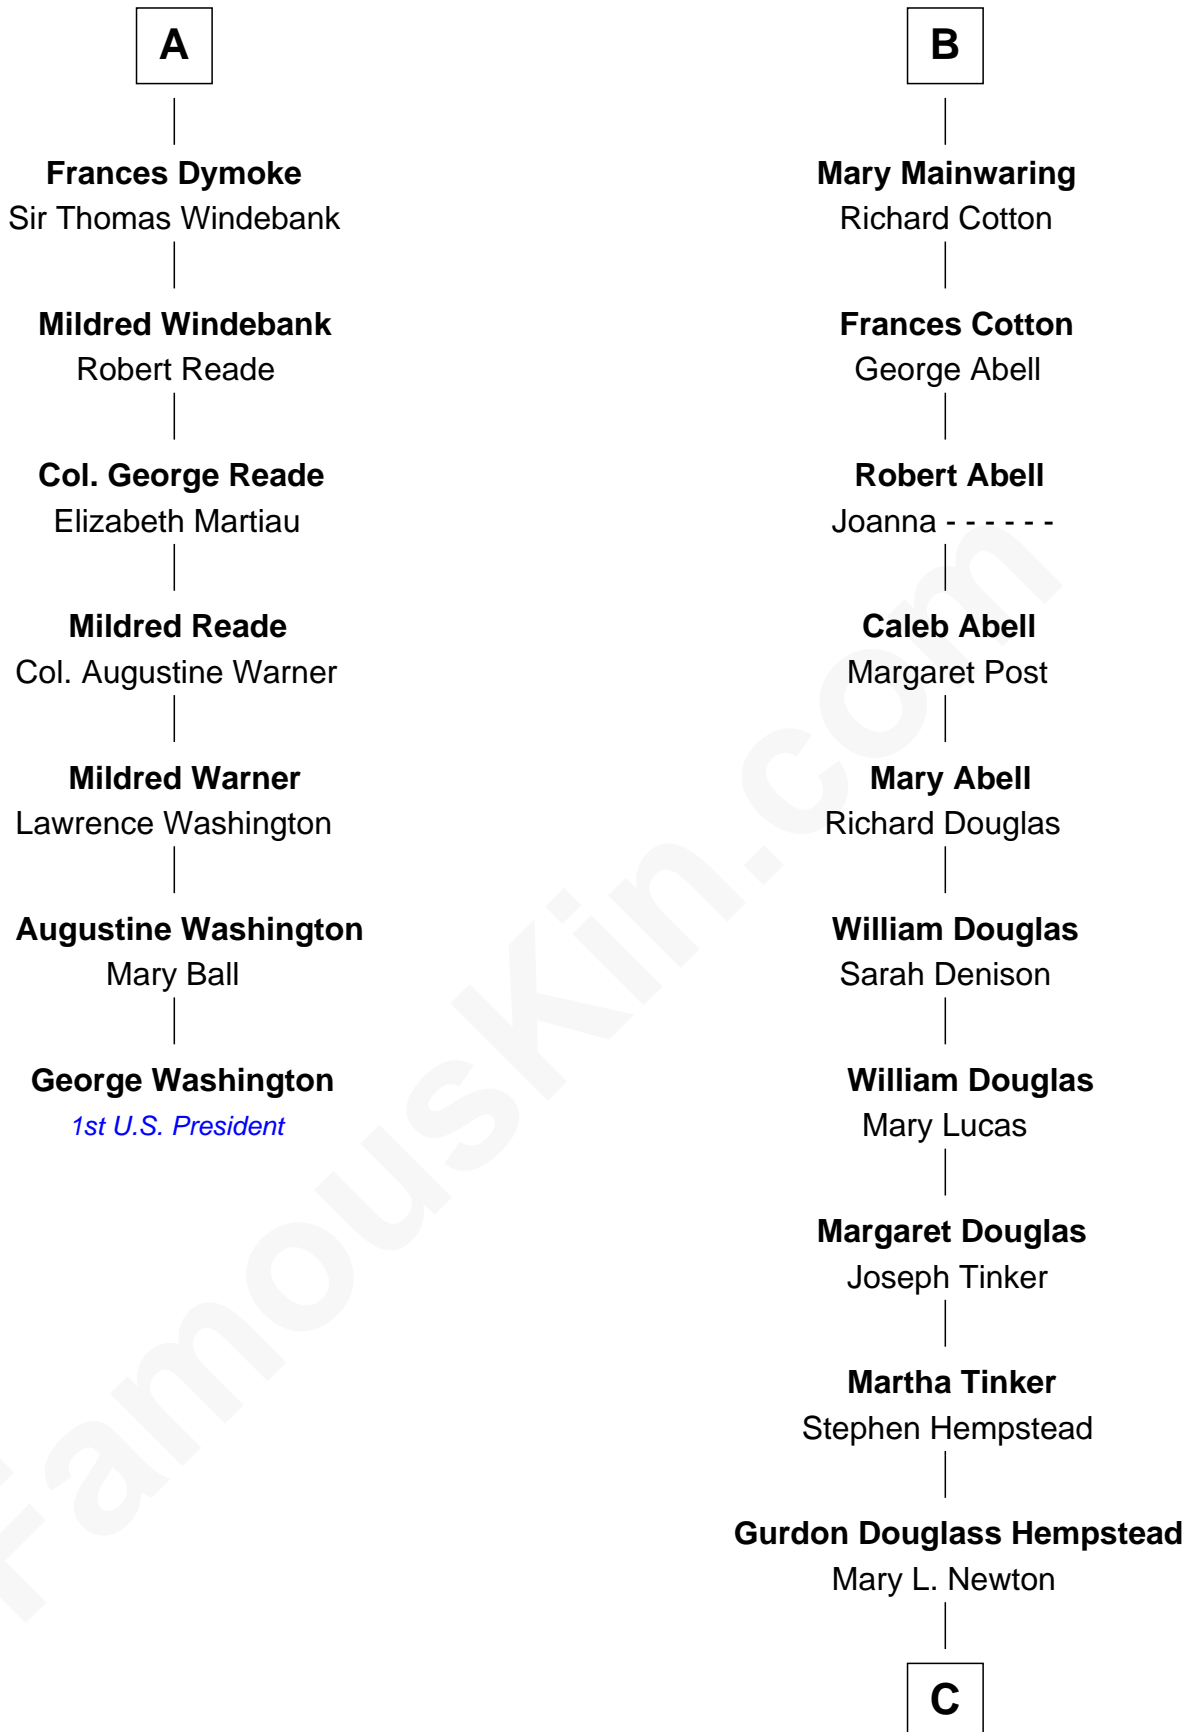 A
Frances Dymoke
Sir Thomas Windebank
Mildred Windebank
Robert Reade
Col. George Reade
Elizabeth Martiau
Mildred Reade
Col. Augustine Warner
Mildred Warner
Lawrence Washington
Augustine Washington
Mary Ball
George Washington
1st U.S. President
B
Mary Mainwaring
Richard Cotton
Frances Cotton
George Abell
Robert Abell
Joanna - - - - - -
Caleb Abell
Margaret Post
Mary Abell
Richard Douglas
William Douglas
Sarah Denison
William Douglas
Mary Lucas
Margaret Douglas
Joseph Tinker
Martha Tinker
Stephen Hempstead
Gurdon Douglass Hempstead
Mary L. Newton
C
FamousKin.com